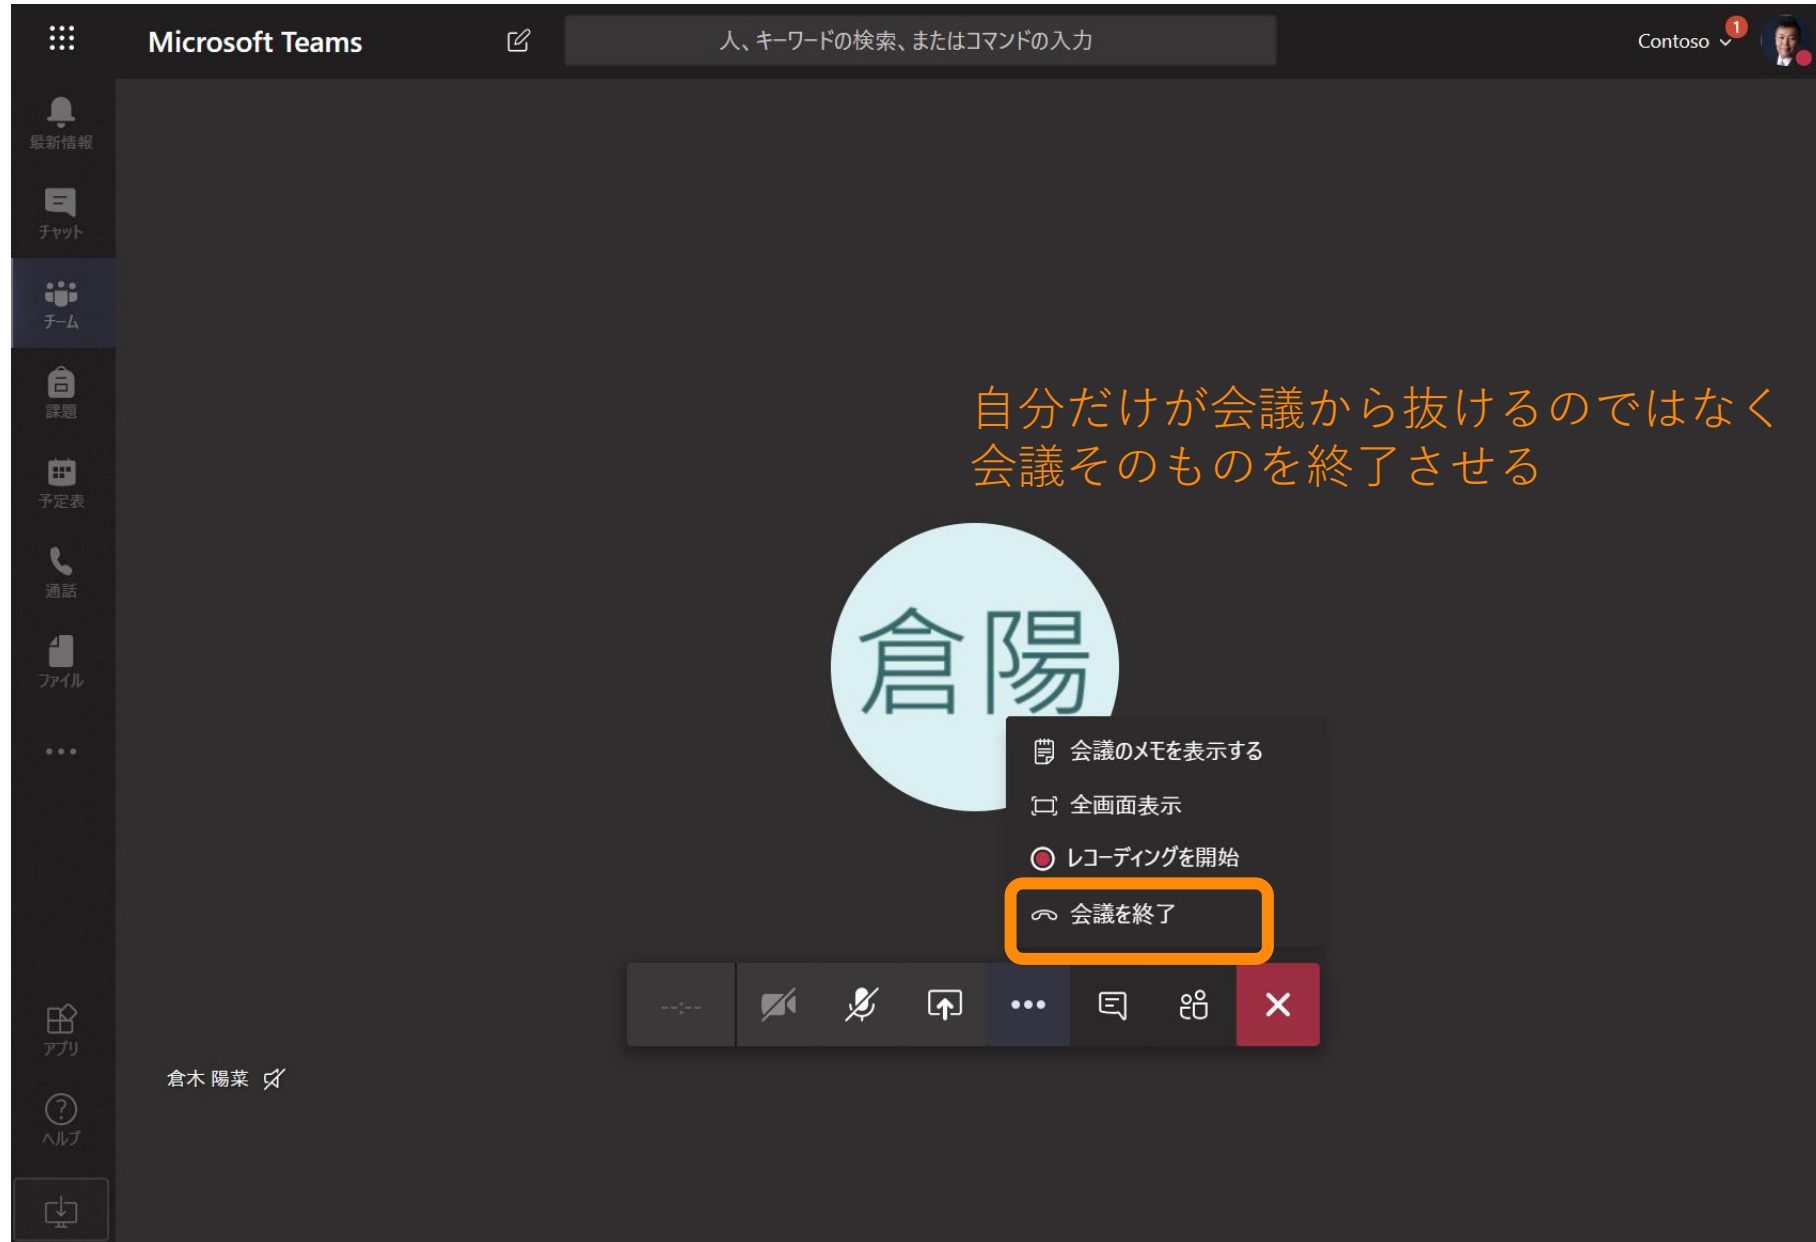 Microsoft Teams
人、キーワードの検索、またはコマンドの入力
Contoso
1
最新情報
チャット
チーム
課題
予定表
通話
ファイル
自分だけが会議から抜けるのではなく
会議そのものを終了させる
倉陽
会議のメモを表示する
全画面表示
レコーディングを開始
会議を終了
--:--
倉木 陽菜
アプリ
ヘルプ